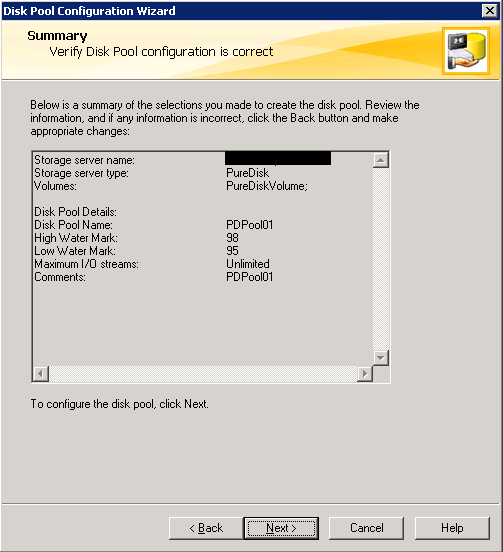 Disk Pool Configuration Wizard
Summary
Verify Disk Pool configuration is correct
Below is a summary of the selections you made to create the disk pool. Review the
information, and if any information is incorrect, click the Back button and make
appropriate changes:
Storage server name:
Storage server type: PureDisk
Volumes: PureDiskVolume;
Disk Pool Details:
Disk Pool Name: PDPool01
High Water Mark: 98
Low Water Mark: 95
Maximum I/O streams: Unlimited
Comments: PDPool01
To configure the disk pool, click Next.
< Back Next > Cancel Help